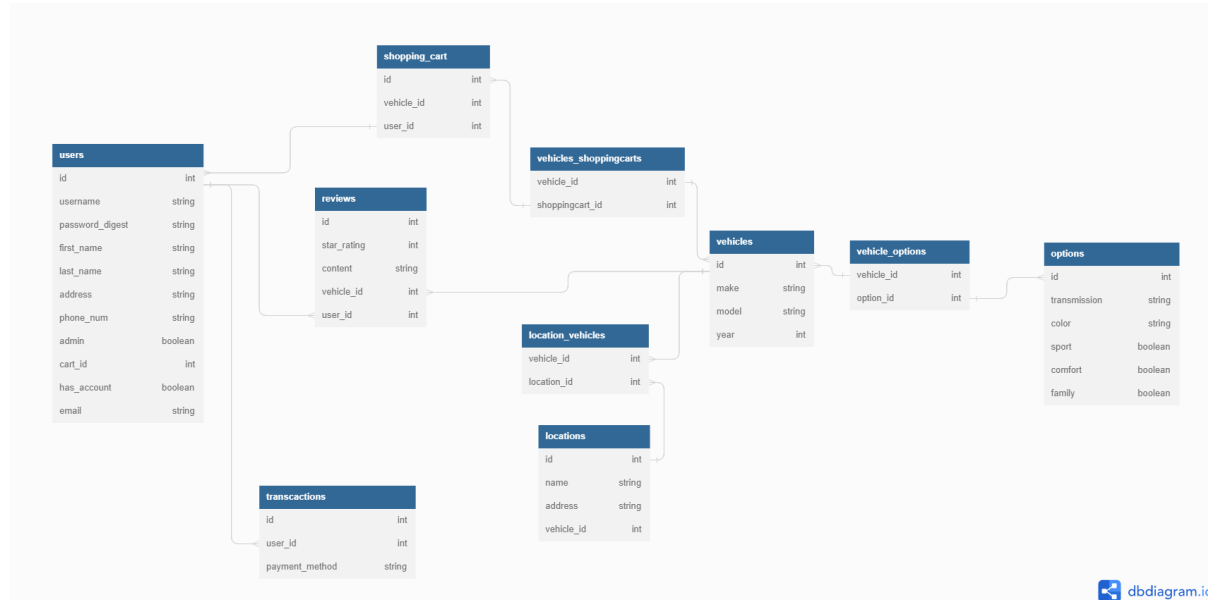 shopping_cart
id int
vehicle_id int
user_id int
users
id int
username string
password_digest string
first_name string
last_name string
address string
phone_num string
admin boolean
cart_id int
has_account boolean
email string
vehicles_shoppingcarts
vehicle_id int
shoppingcart_id int
reviews
id int
star_rating int
content string
vehicle_id int
user_id int
vehicles
id int
make string
model string
year int
vehicle_options
vehicle_id int
option_id int
options
id int
transmission string
color string
sport boolean
comfort boolean
family boolean
location_vehicles
vehicle_id int
location_id int
locations
id int
name string
address string
vehicle_id int
transcactions
id int
user_id int
payment_method string
dbdiagram.io